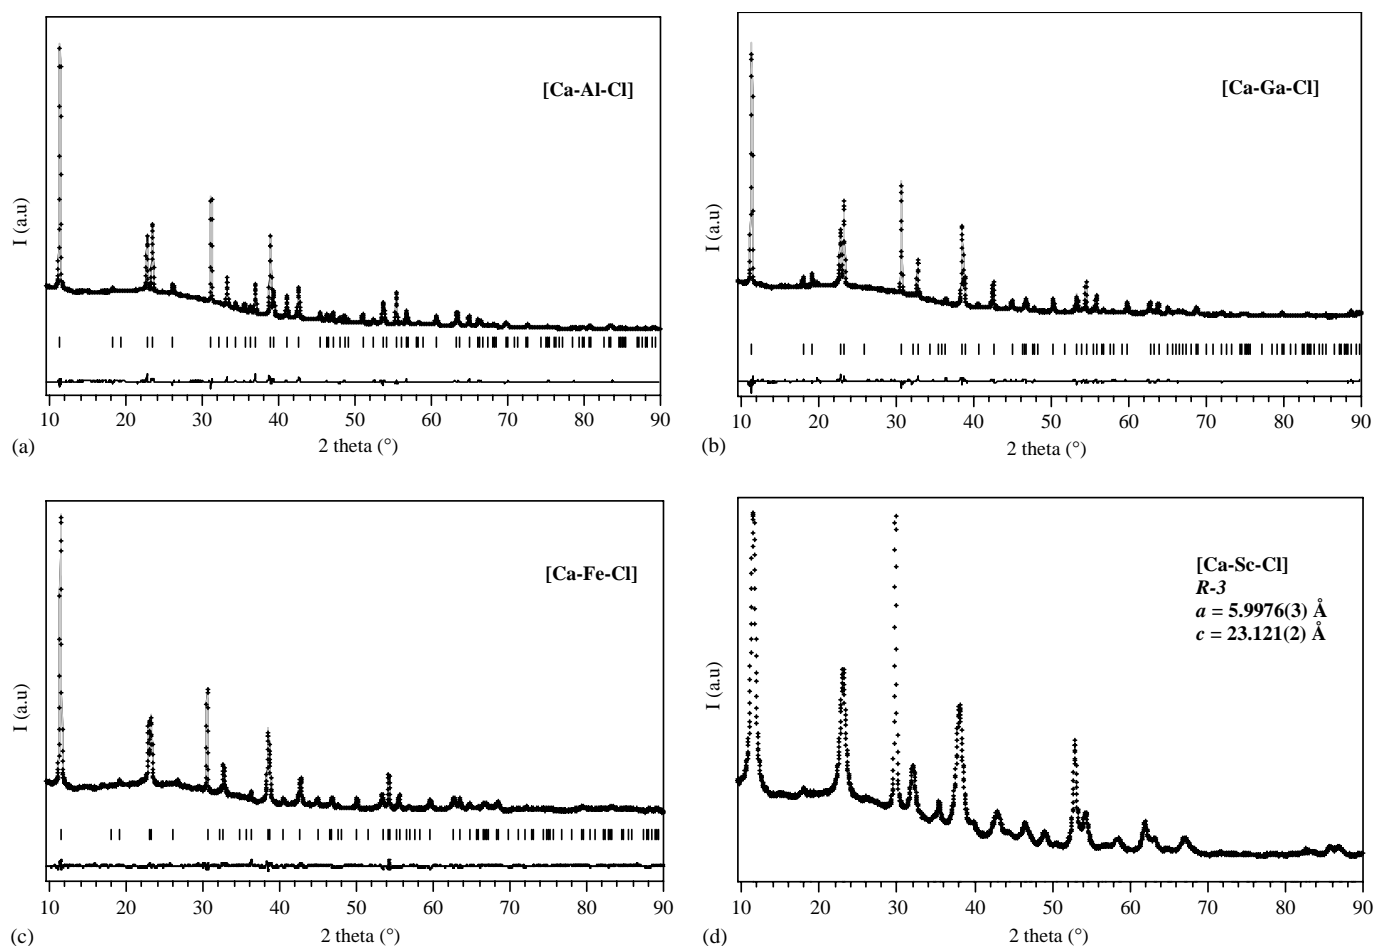 [Ca-Al-Cl]
I (a.u)
10 20 30 40 50 60 70 80 90
2 theta (°)
(a)
[Ca-Ga-Cl]
I (a.u)
10 20 30 40 50 60 70 80 90
2 theta (°)
(b)
[Ca-Fe-Cl]
I (a.u)
10 20 30 40 50 60 70 80 90
2 theta (°)
(c)
[Ca-Sc-Cl]
R-3
a = 5.9976(3) Å
c = 23.121(2) Å
I (a.u)
10 20 30 40 50 60 70 80 90
2 theta (°)
(d)